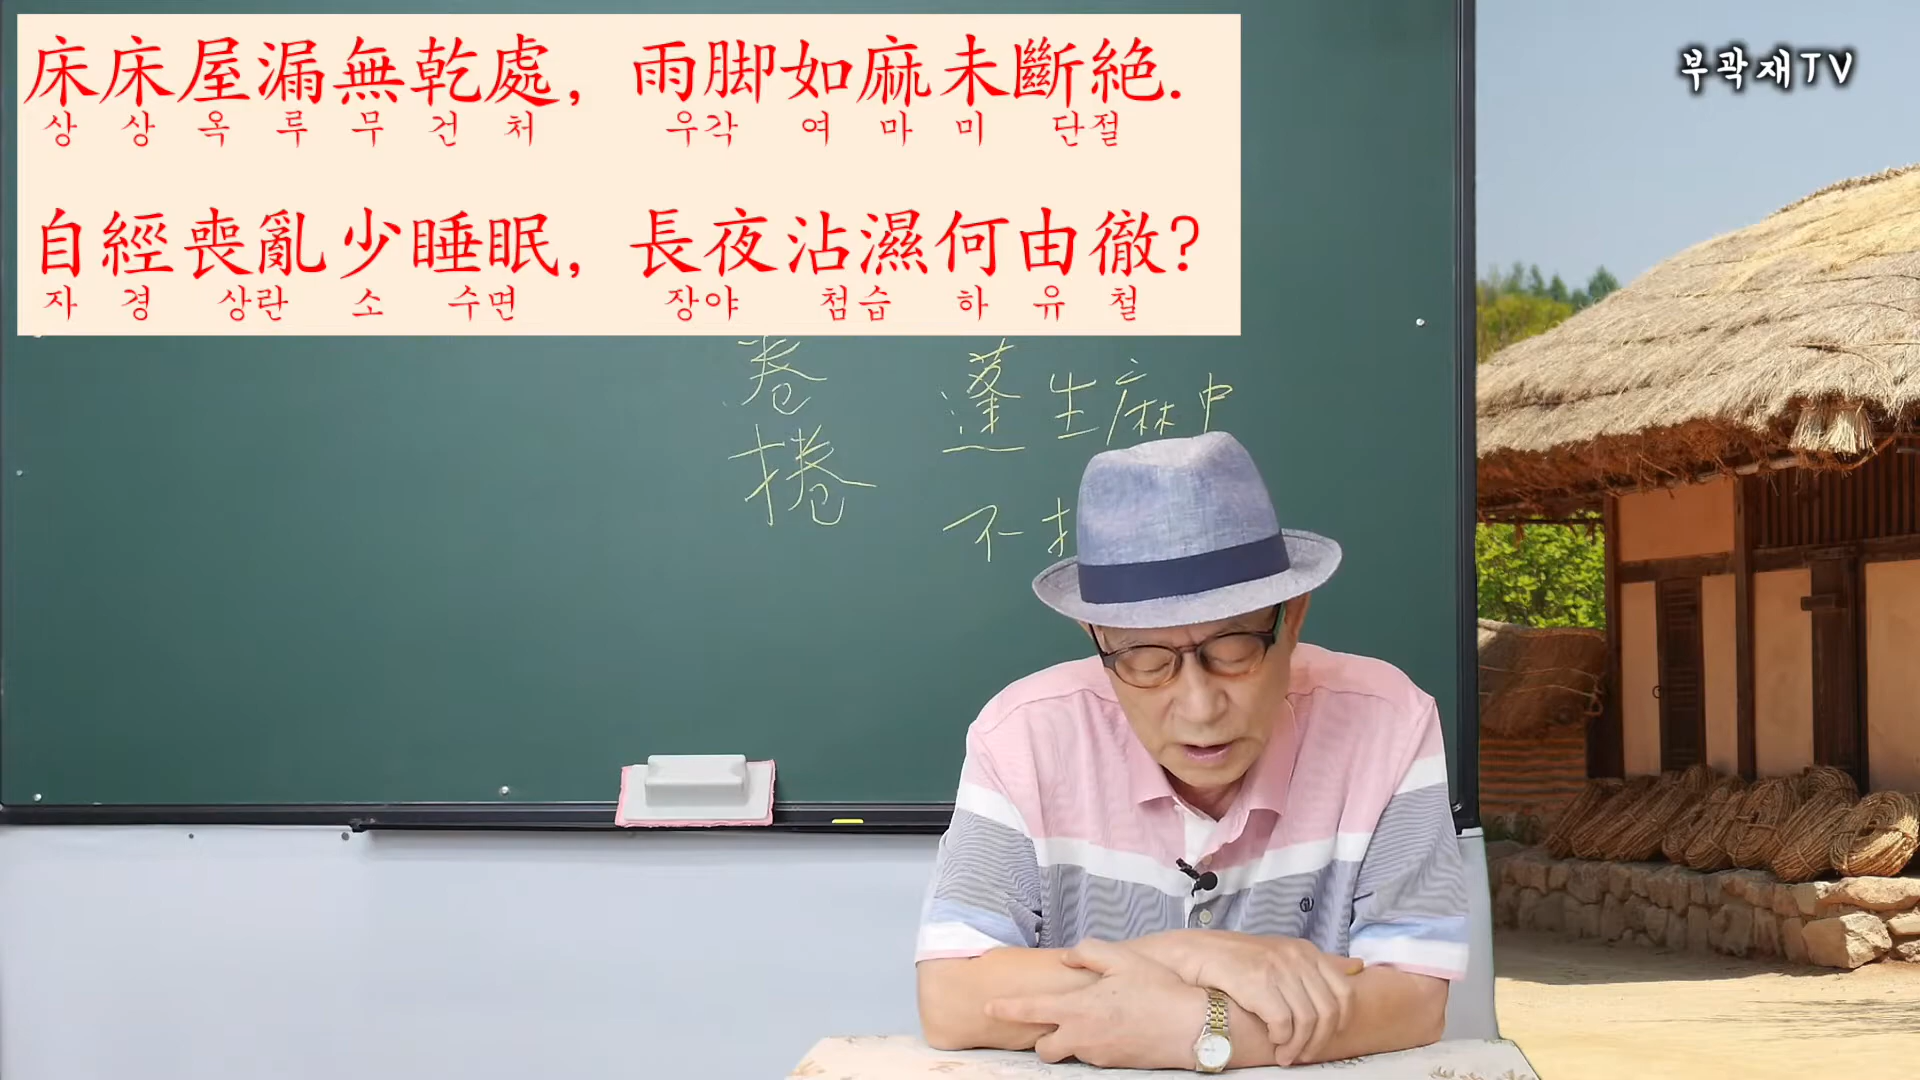 床床屋漏無乾處, 雨脚如麻未斷絶.
상 상 옥 루 무 건 처 우각 여 마 미 단절
自經喪亂少睡眠, 長夜沾濕何由徹?
자 경 상란 소 수면 장야 첨습 하 유 철
부곽재TV
捲
蓬生麻中
不